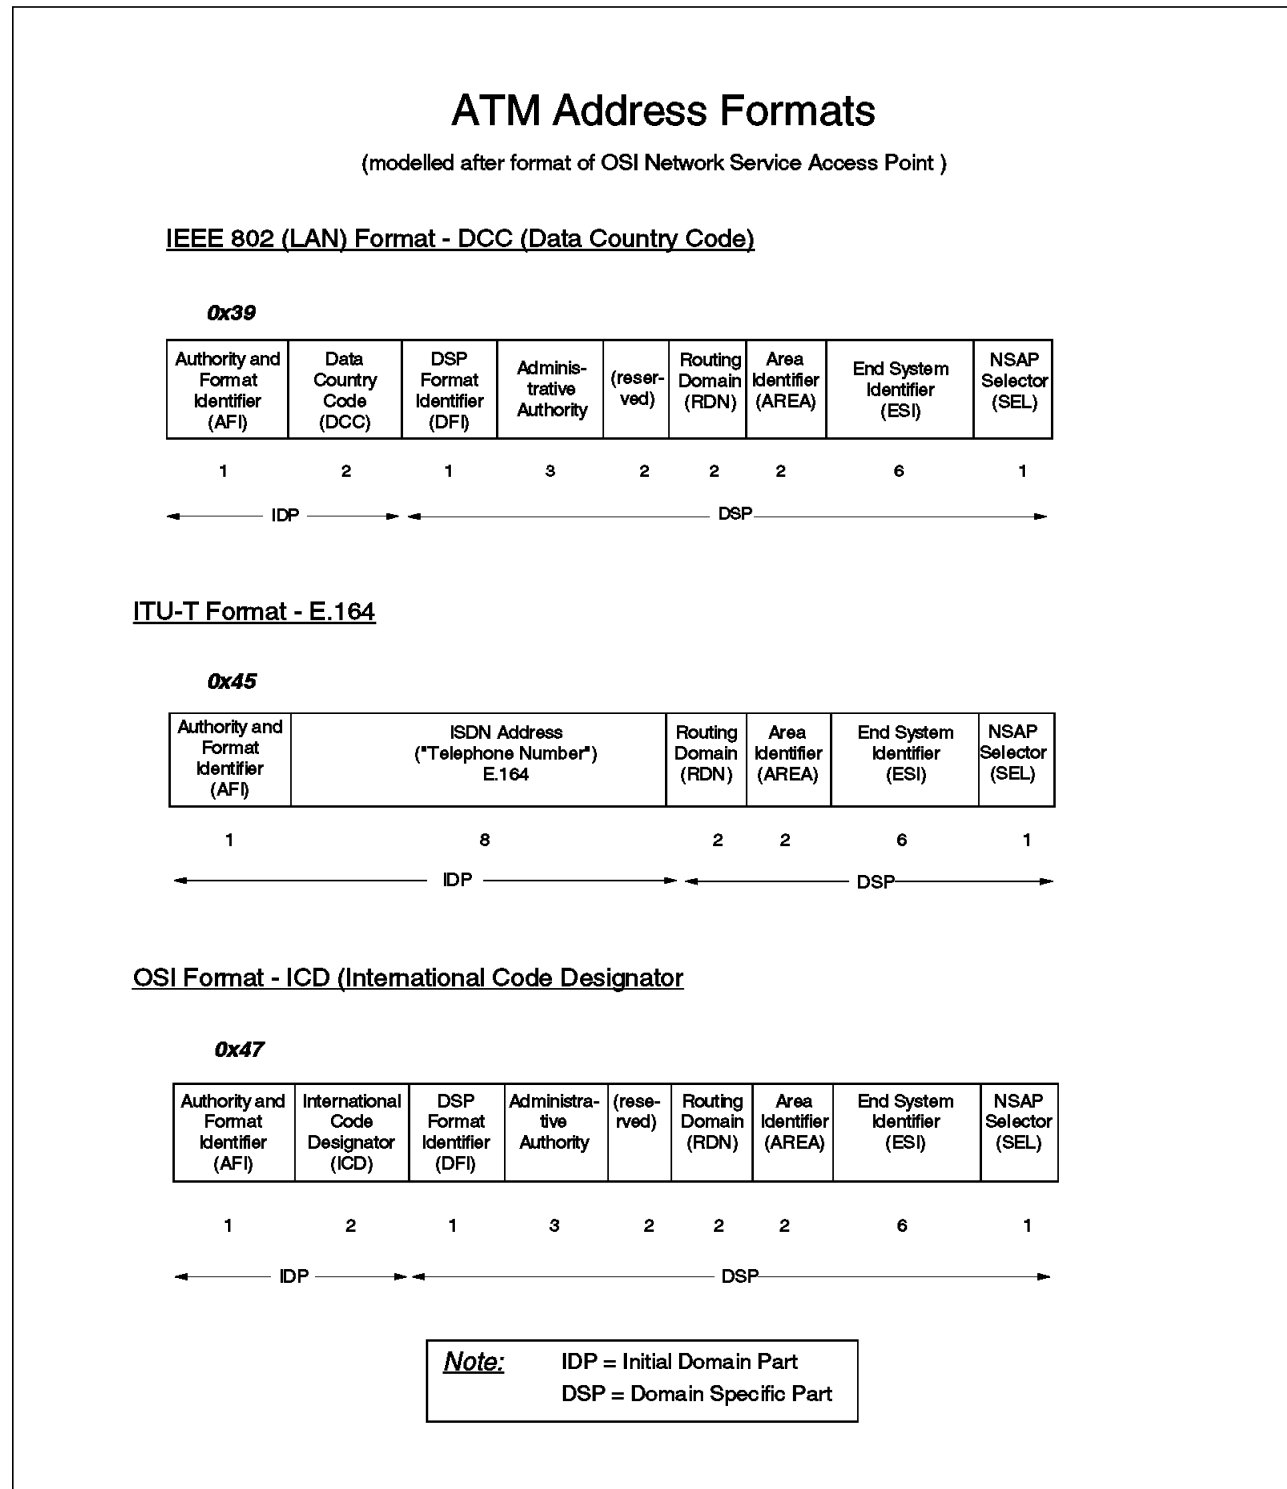 ATM Address Formats
(modelled after format of OSI Network Service Access Point )
IEEE 802 (LAN) Format - DCC (Data Country Code)
0x39
Authority and
Format
Identifier
(AFI)
Data
Country
Code
(DCC)
DSP
Format
Identifier
(DFI)
Adminis-
trative
Authority
(reser-
ved)
Routing
Domain
(RDN)
Area
Identifier
(AREA)
End System
Identifier
(ESI)
NSAP
Selector
(SEL)
1 2 1 3 2 2 2 6 1
IDP DSP
ITU-T Format - E.164
0x45
Authority and
Format
Identifier
(AFI)
ISDN Address
("Telephone Number")
E.164
Routing
Domain
(RDN)
Area
Identifier
(AREA)
End System
Identifier
(ESI)
NSAP
Selector
(SEL)
1 8 2 2 6 1
IDP DSP
OSI Format - ICD (International Code Designator
0x47
Authority and
Format
Identifier
(AFI)
International
Code
Designator
(ICD)
DSP
Format
Identifier
(DFI)
Administra-
tive
Authority
(rese-
rved)
Routing
Domain
(RDN)
Area
Identifier
(AREA)
End System
Identifier
(ESI)
NSAP
Selector
(SEL)
1 2 1 3 2 2 2 6 1
IDP DSP
Note: IDP = Initial Domain Part
DSP = Domain Specific Part